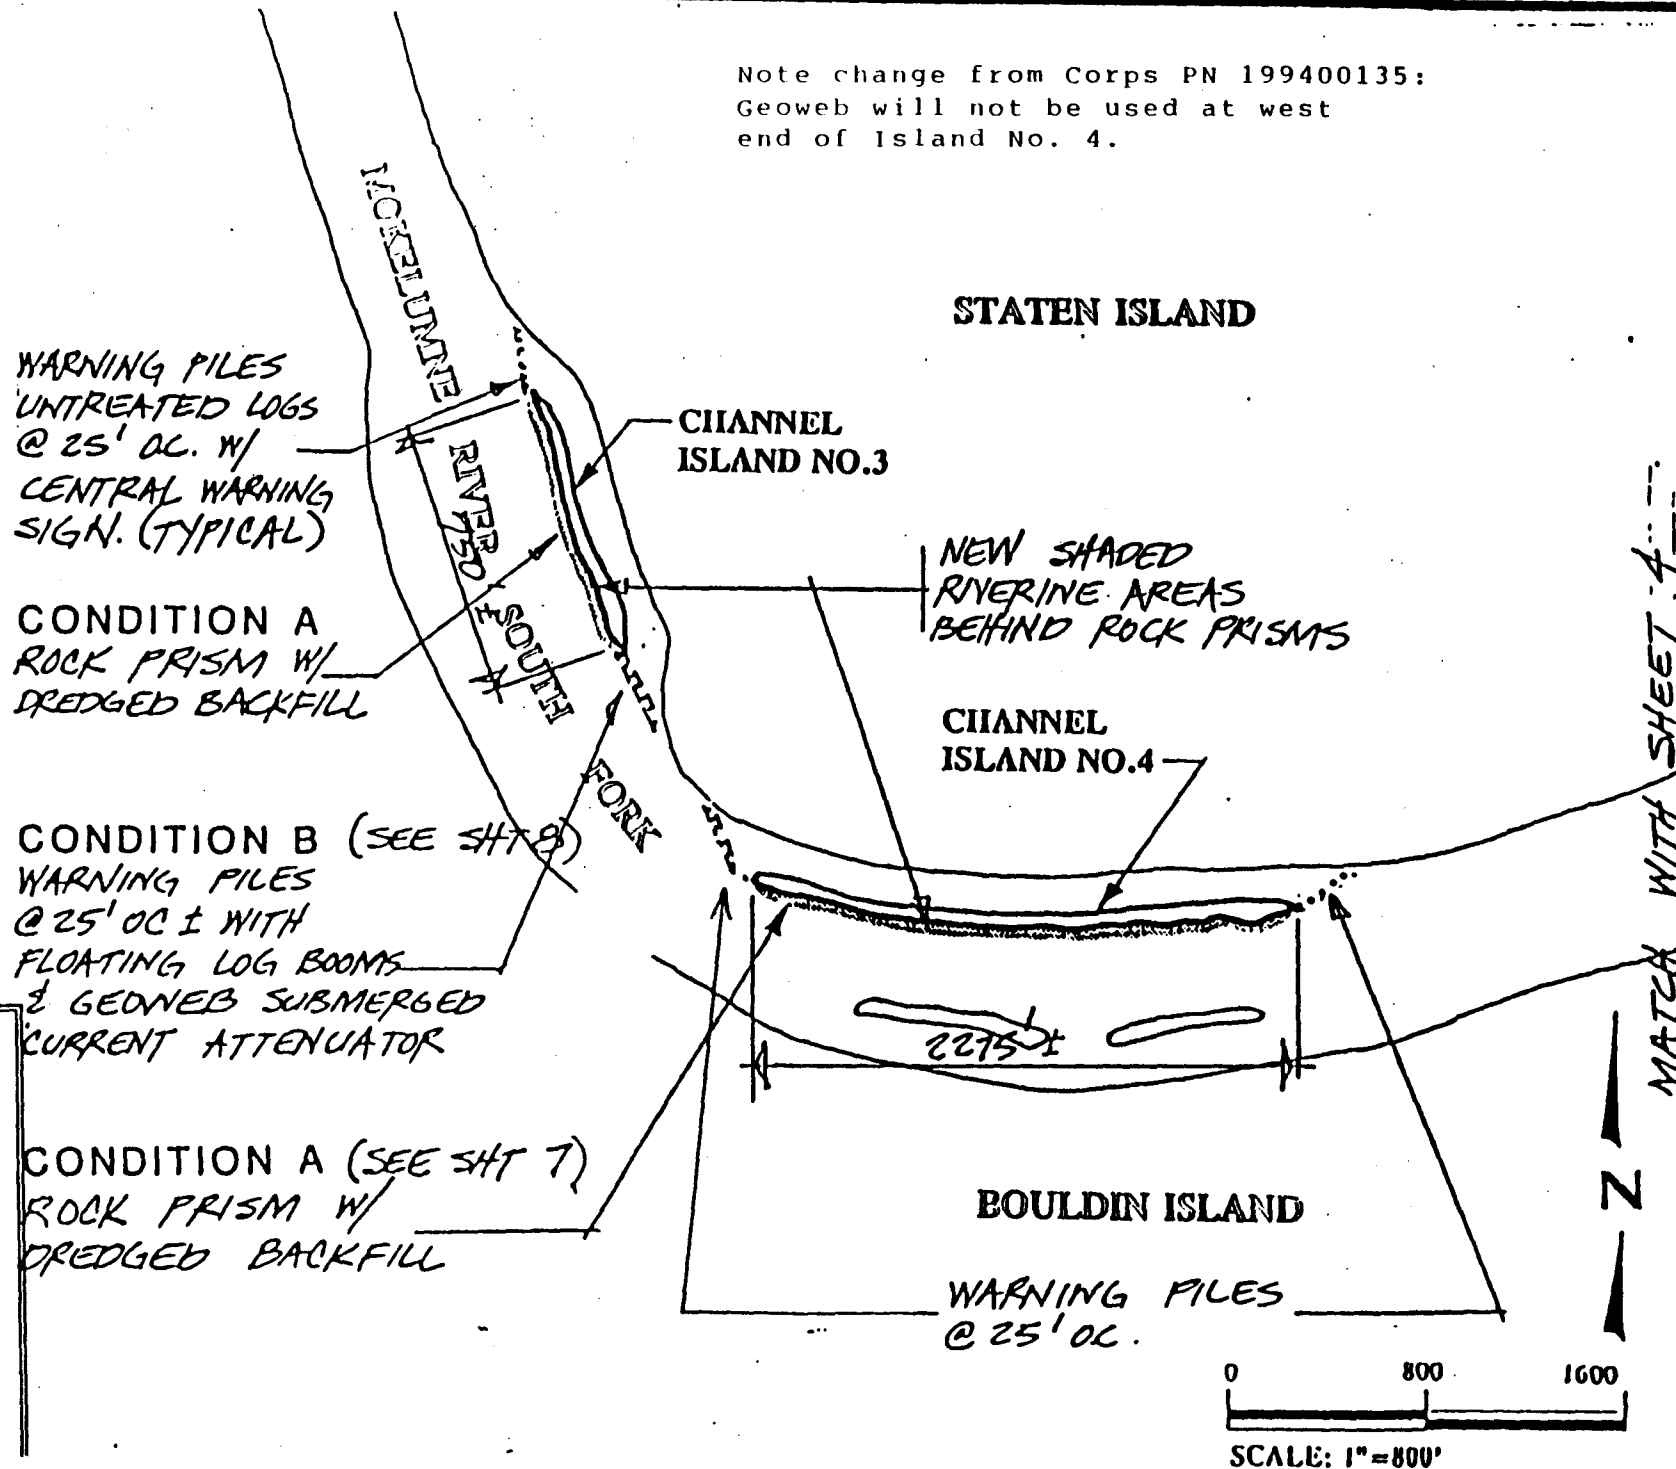 Note change from Corps PN 199400135:
Geoweb will not be used at west
end of Island No. 4.
MOKELUMNE
RIVER
SOUTH
FORK
STATEN ISLAND
WARNING PILES
UNTREATED LOGS
@ 25' OC. W/
CENTRAL WARNING
SIGN. (TYPICAL)
CHANNEL
ISLAND NO.3
750'±
CONDITION A
ROCK PRISM W/
DREDGED BACKFILL
NEW SHADED
RIVERINE AREAS
BEHIND ROCK PRISMS
CHANNEL
ISLAND NO.4
CONDITION B (SEE SHT 8)
WARNING PILES
@ 25' OC ± WITH
FLOATING LOG BOOMS
& GEOWEB SUBMERGED
CURRENT ATTENUATOR
2275'±
MATCH WITH SHEET 4
CONDITION A (SEE SHT 7)
ROCK PRISM W/
DREDGED BACKFILL
BOULDIN ISLAND
WARNING PILES
@ 25' OC.
N
0 800 1600
SCALE: 1"=800'